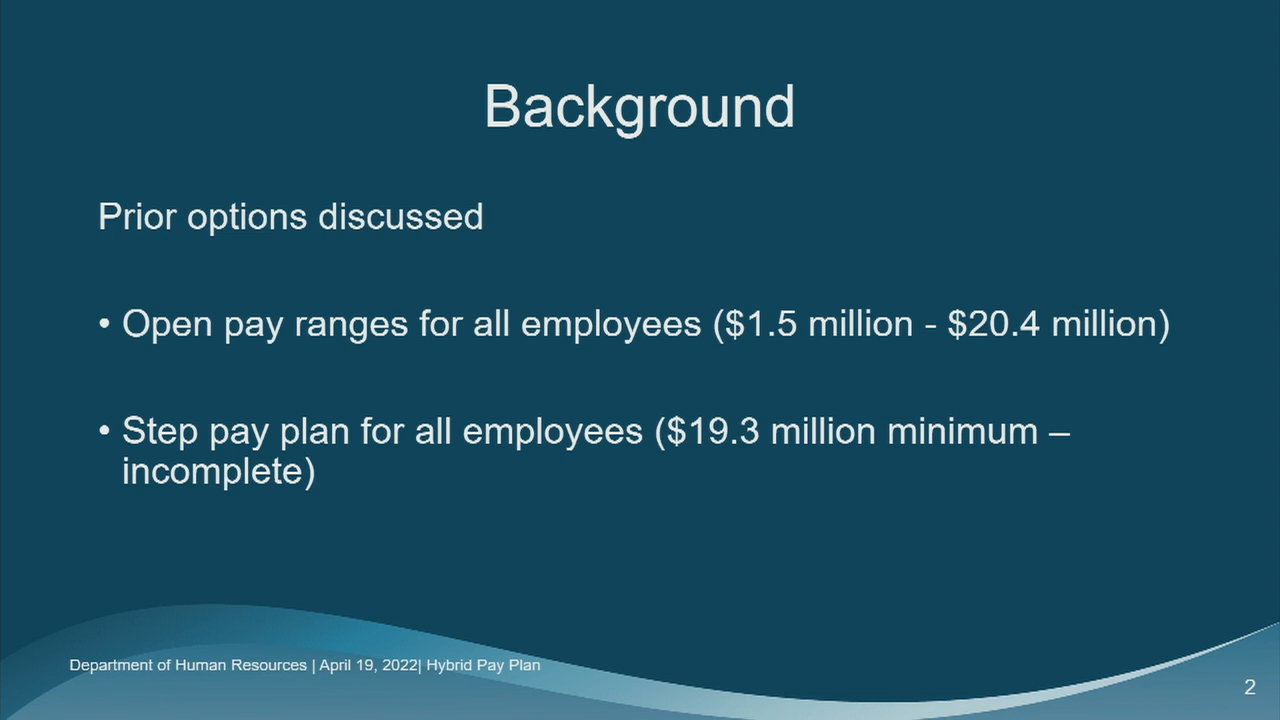 Background
Prior options discussed
• Open pay ranges for all employees ($1.5 million - $20.4 million)
• Step pay plan for all employees ($19.3 million minimum –
incomplete)
Department of Human Resources | April 19, 2022| Hybrid Pay Plan
2